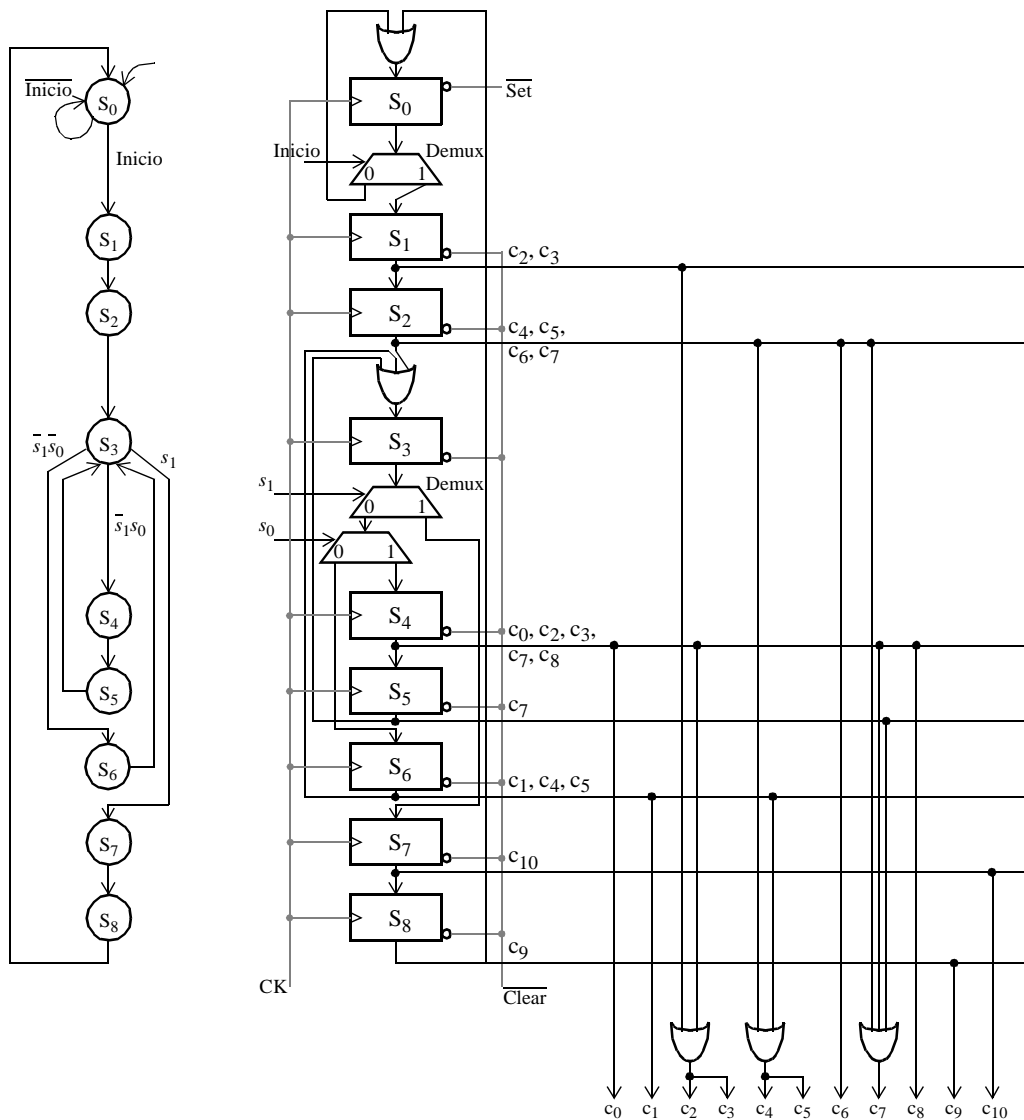 Inicio
S0
Inicio
S1
S2
S3
s1s0
s1
s1s0
S4
S5
S6
S7
S8
S0
Set
Inicio
Demux
0 1
S1
c2, c3
S2
c4, c5,
c6, c7
S3
s1
Demux
0 1
s0
0 1
S4
c0, c2, c3,
c7, c8
S5
c7
S6
c1, c4, c5
S7
c10
S8
c9
CK
Clear
c0 c1 c2 c3 c4 c5 c6 c7 c8 c9 c10